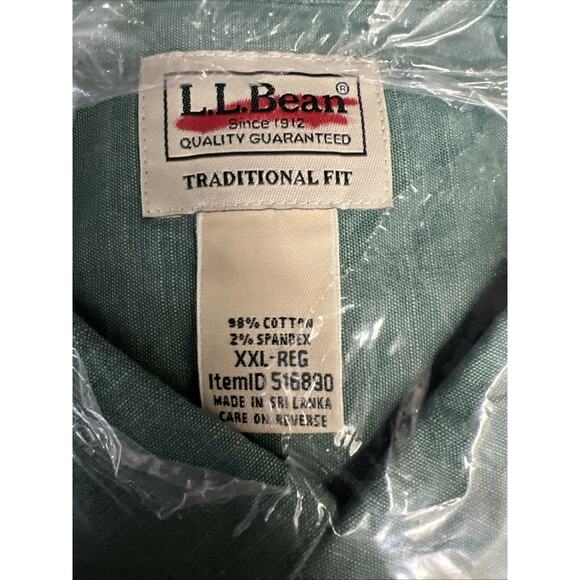 L.L.Bean®
Since 1912
QUALITY GUARANTEED
TRADITIONAL FIT
98% COTTON
2% SPANDEX
XXL-REG
ItemID 516830
MADE IN SRI LANKA
CARE ON REVERSE